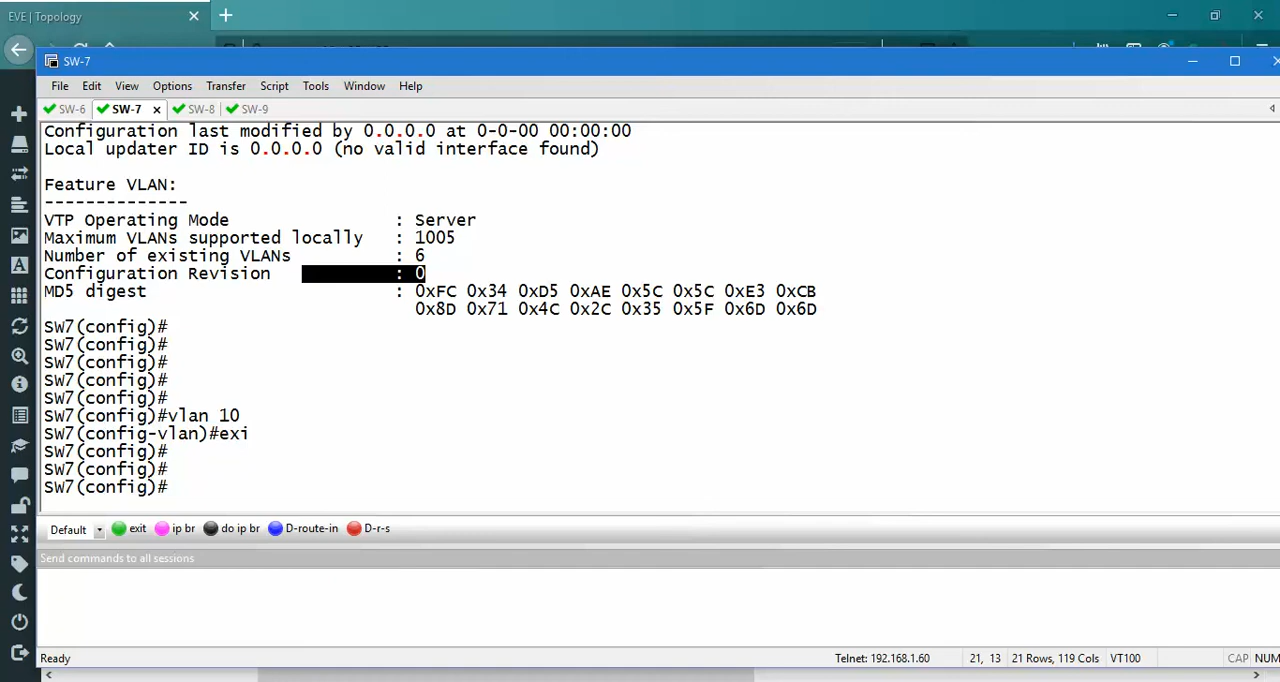 EVE | Topology
SW-7
File Edit View Options Transfer Script Tools Window Help
SW-6 SW-7 SW-8 SW-9
Configuration last modified by 0.0.0.0 at 0-0-00 00:00:00
Local updater ID is 0.0.0.0 (no valid interface found)
Feature VLAN:
--------------
VTP Operating Mode : Server
Maximum VLANs supported locally : 1005
Number of existing VLANs : 6
Configuration Revision : 0
MD5 digest : 0xFC 0x34 0xD5 0xAE 0x5C 0x5C 0xE3 0xCB
0x8D 0x71 0x4C 0x2C 0x35 0x5F 0x6D 0x6D
SW7(config)#
SW7(config)#
SW7(config)#
SW7(config)#
SW7(config)#
SW7(config)#vlan 10
SW7(config-vlan)#exi
SW7(config)#
SW7(config)#
SW7(config)#
Default exit ip br do ip br D-route-in D-r-s
Send commands to all sessions
Ready Telnet: 192.168.1.60 21, 13 21 Rows, 119 Cols VT100 CAP NUM